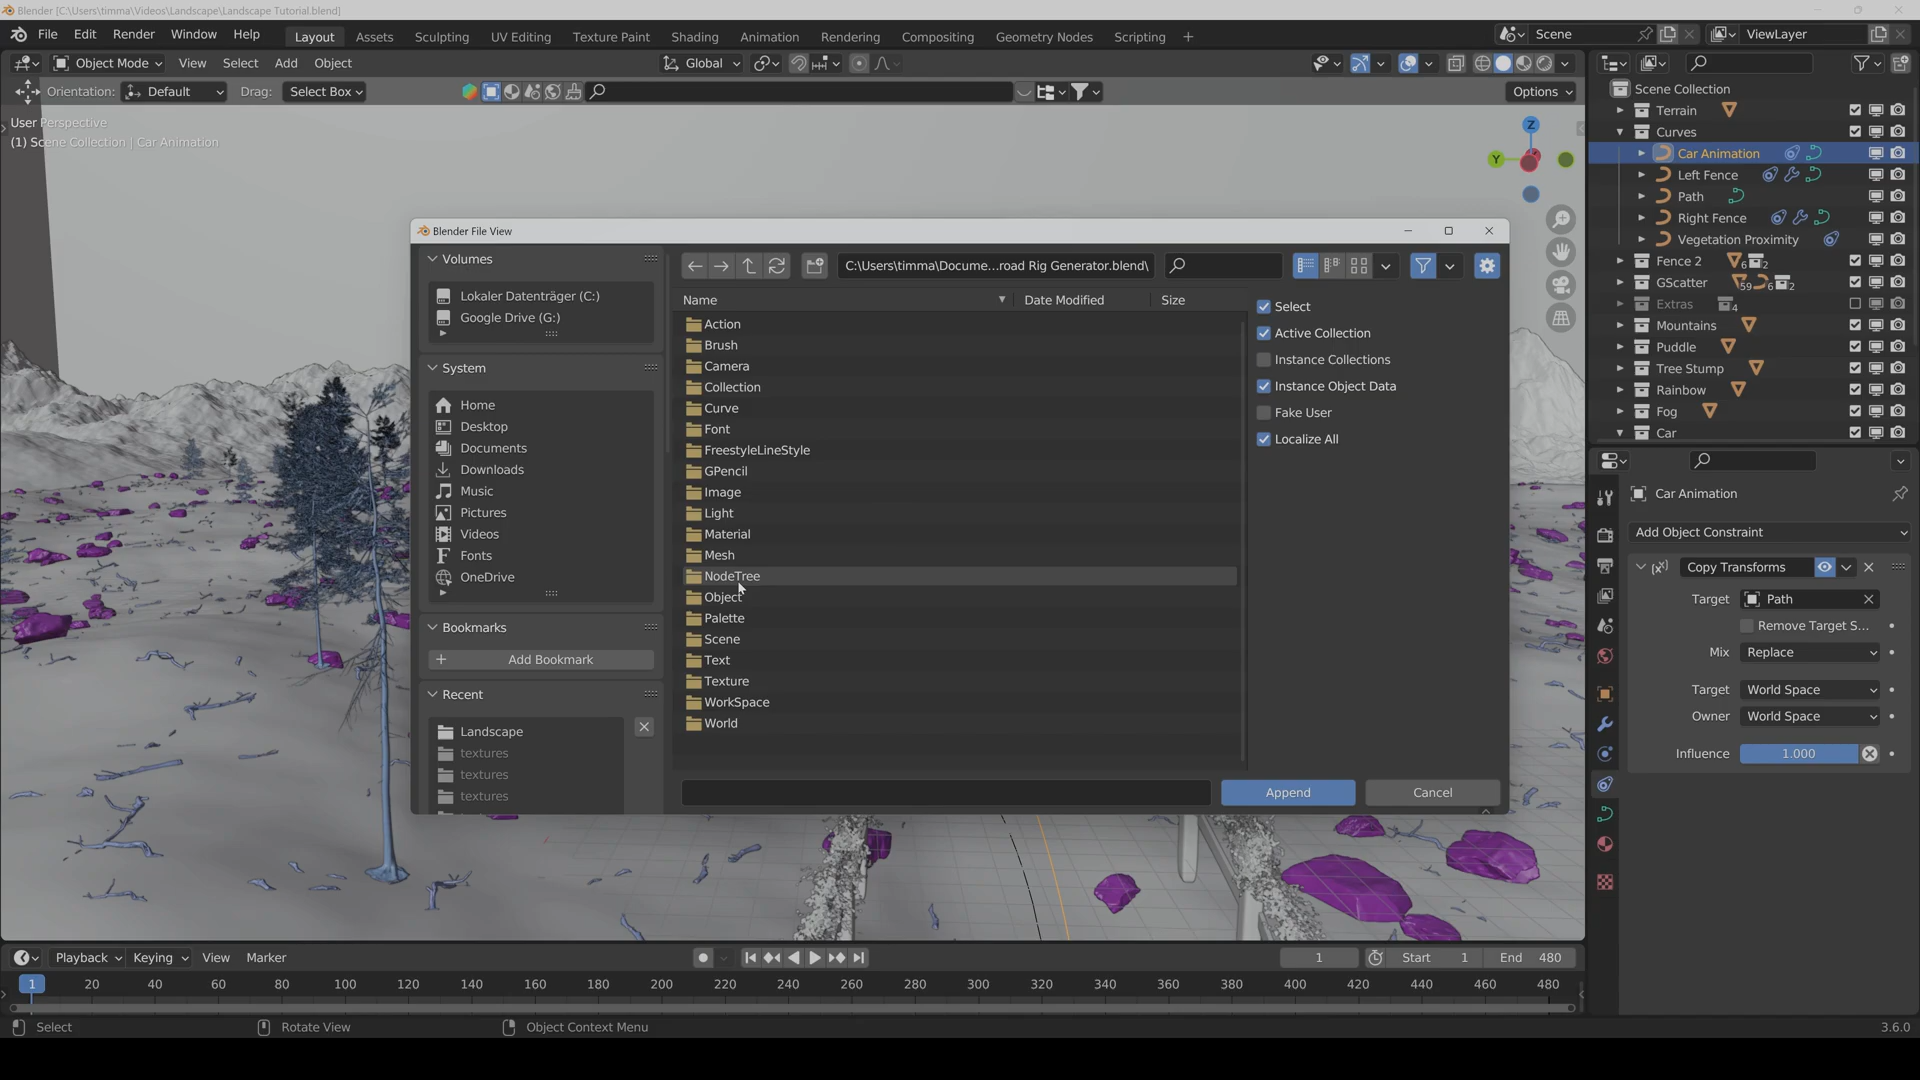 Blender [C:\Users\timma\Videos\Landscape\Landscape Tutorial.blend]
File Edit Render Window Help Layout Assets Sculpting UV Editing Texture Paint Shading Animation Rendering Compositing Geometry Nodes Scripting + Scene ViewLayer
Object Mode View Select Add Object Global
Orientation: Default Drag: Select Box Options
User Perspective
(1) Scene Collection | Car Animation
Z
Y
Scene Collection
Terrain
Curves
Car Animation
Left Fence
Path
Right Fence
Vegetation Proximity
Fence 2 6 2
GScatter 59 6 2
Extras 4
Mountains
Puddle
Tree Stump
Rainbow
Fog
Car
Blender File View
Volumes
Lokaler Datenträger (C:)
Google Drive (G:)
System
Home
Desktop
Documents
Downloads
Music
Pictures
Videos
Fonts
OneDrive
Bookmarks
Add Bookmark
Recent
Landscape
textures
textures
textures
C:\Users\timma\Docume...road Rig Generator.blend\
Name Date Modified Size
Action
Brush
Camera
Collection
Curve
Font
FreestyleLineStyle
GPencil
Image
Light
Material
Mesh
NodeTree
Object
Palette
Scene
Text
Texture
WorkSpace
World
Select
Active Collection
Instance Collections
Instance Object Data
Fake User
Localize All
Append Cancel
Car Animation
Add Object Constraint
Copy Transforms
Target Path
Remove Target S...
Mix Replace
Target World Space
Owner World Space
Influence 1.000
Playback Keying View Marker 1 Start 1 End 480
1 20 40 60 80 100 120 140 160 180 200 220 240 260 280 300 320 340 360 380 400 420 440 460 480
Select Rotate View Object Context Menu 3.6.0